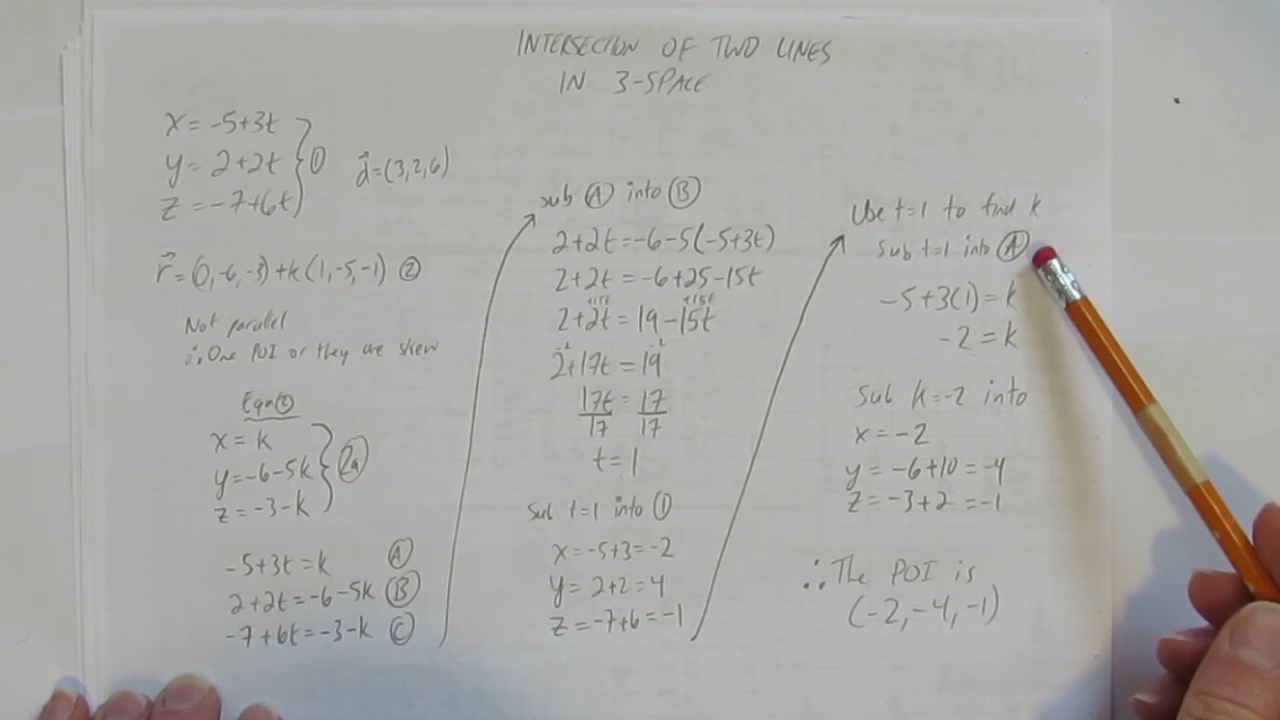 INTERSECTION OF TWO LINES
IN 3-SPACE
x = -5+3t
y = 2+2t } ① d⃗=(3,2,6)
z = -7+6t
r⃗ = (0,-6,-3)+k(1,-5,-1) ②
Not parallel
∴ One POI or they are skew
Eqn②
x = k
y = -6-5k } 2a
z = -3-k
-5+3t = k Ⓐ
2+2t = -6-5k Ⓑ
-7+6t = -3-k Ⓒ
sub Ⓐ into Ⓑ
2+2t = -6-5(-5+3t)
2+2t = -6+25-15t
+15t +15t
2+2t = 19-15t
-2 -2
2+17t = 19
17t = 17
17 17
t = 1
Sub t=1 into ①
x = -5+3 = -2
y = 2+2 = 4
z = -7+6 = -1
Use t=1 to find k
sub t=1 into Ⓐ
-5+3(1) = k
-2 = k
Sub k=-2 into
x = -2
y = -6+10 = -4
z = -3+2 = -1
∴ The POI is
(-2,-4,-1)